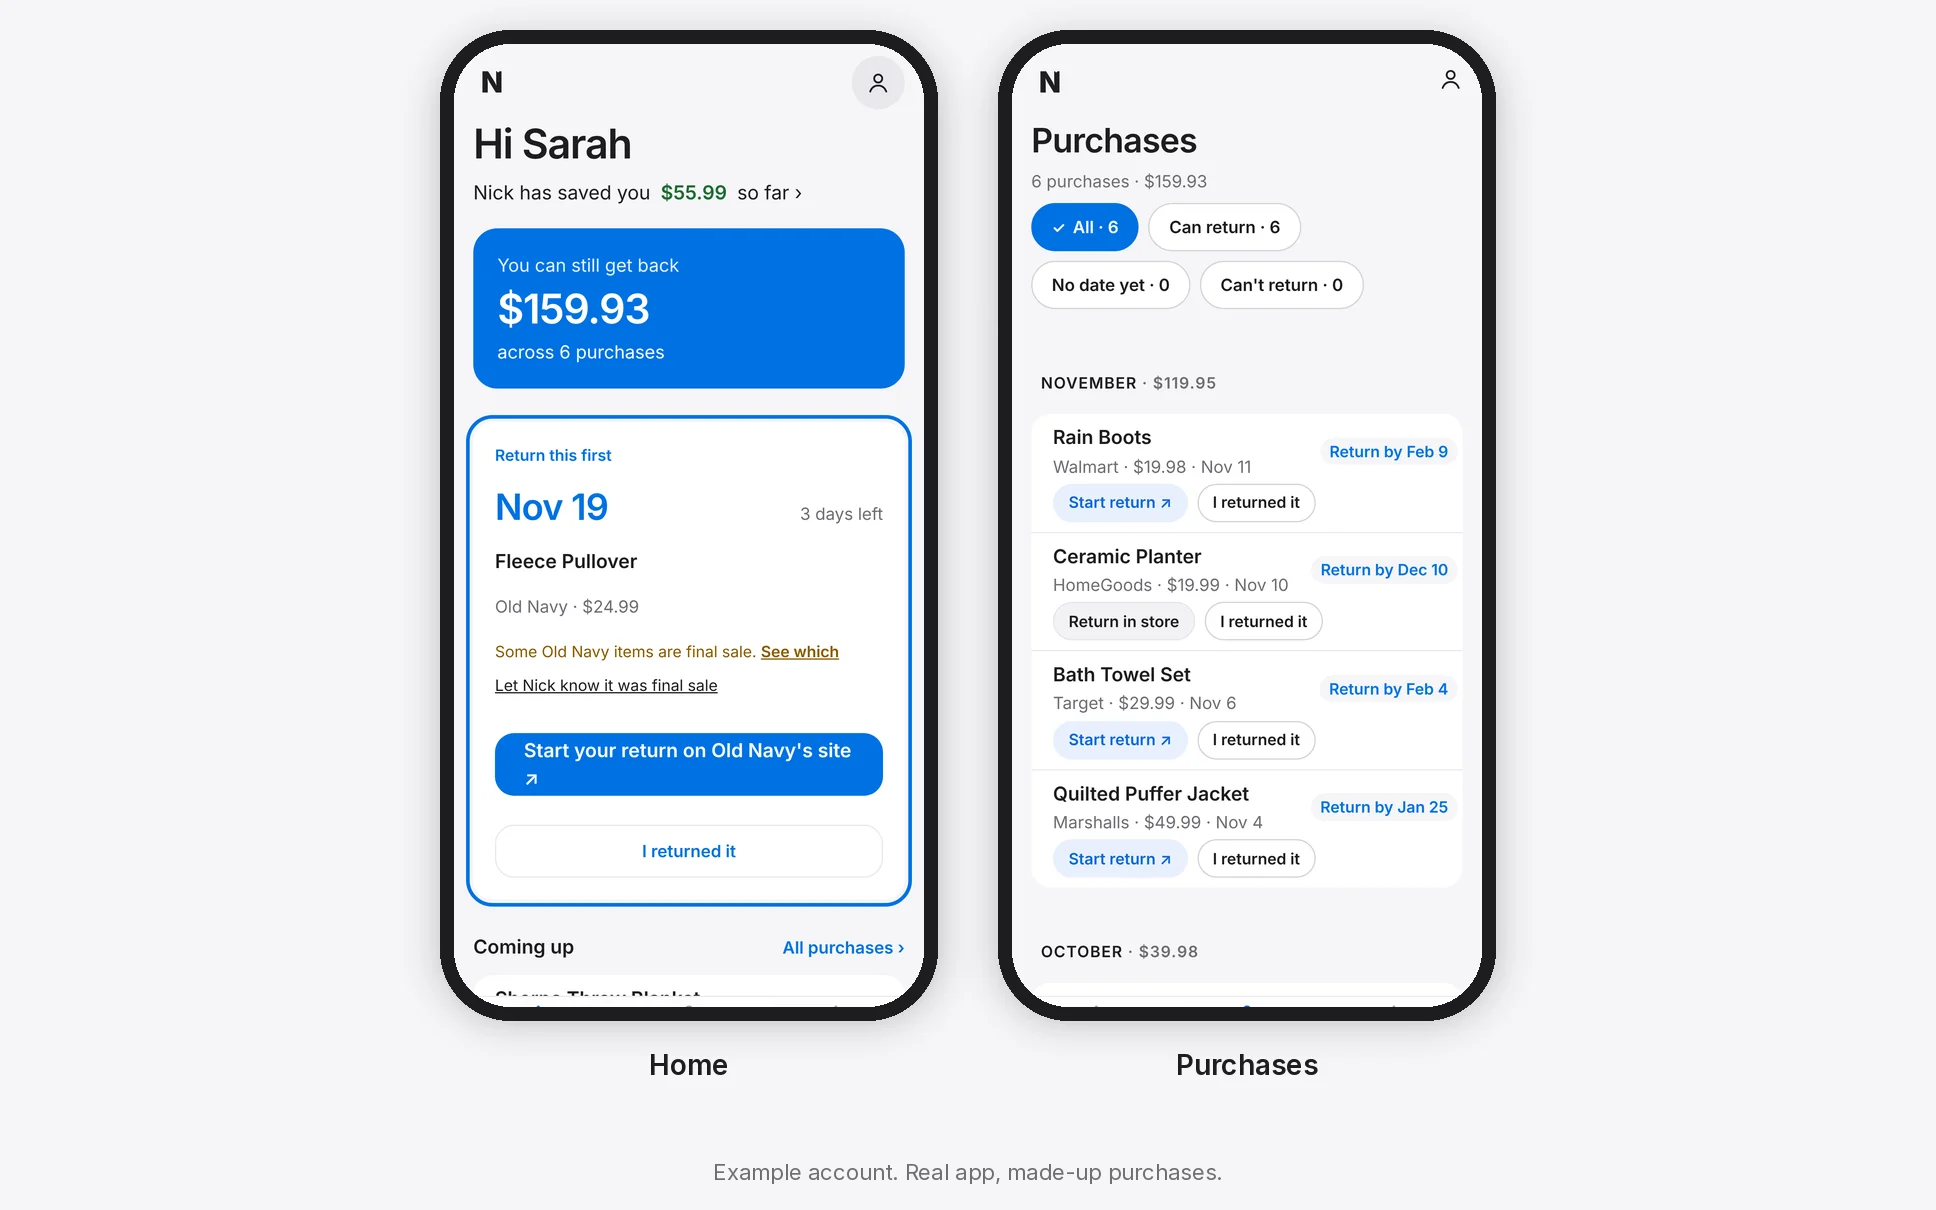 N
Hi Sarah
Nick has saved you $55.99 so far ›
You can still get back
$159.93
across 6 purchases
Return this first
Nov 19
3 days left
Fleece Pullover
Old Navy · $24.99
Some Old Navy items are final sale. See which
Let Nick know it was final sale
Start your return on Old Navy's site
↗
I returned it
Coming up
All purchases ›
Sherpa Throw Blanket
Home
N
Purchases
6 purchases · $159.93
✓ All · 6
Can return · 6
No date yet · 0
Can't return · 0
NOVEMBER · $119.95
Rain Boots
Return by Feb 9
Walmart · $19.98 · Nov 11
Start return ↗
I returned it
Ceramic Planter
Return by Dec 10
HomeGoods · $19.99 · Nov 10
Return in store
I returned it
Bath Towel Set
Return by Feb 4
Target · $29.99 · Nov 6
Start return ↗
I returned it
Quilted Puffer Jacket
Return by Jan 25
Marshalls · $49.99 · Nov 4
Start return ↗
I returned it
OCTOBER · $39.98
Purchases
Example account. Real app, made-up purchases.